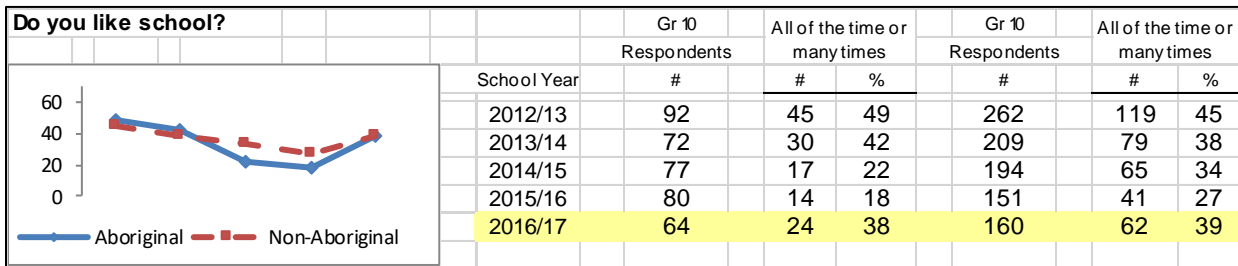 Do you like school?
Gr 10 All of the time or Gr 10 All of the time or
Respondents many times Respondents many times
School Year # # % # # %
2012/13 92 45 49 262 119 45
2013/14 72 30 42 209 79 38
2014/15 77 17 22 194 65 34
2015/16 80 14 18 151 41 27
2016/17 64 24 38 160 62 39
60
40
20
0
Aboriginal Non-Aboriginal